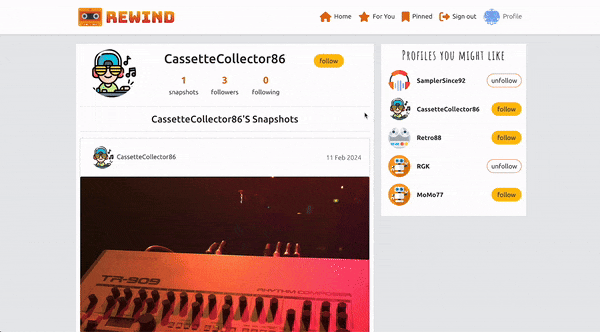 REWIND
Home
For You
Pinned
Sign out
Profile
CassetteCollector86
follow
1
3
0
snapshots
followers
following
CassetteCollector86'S Snapshots
CassetteCollector86
11 Feb 2024
TR-909
RHYTHM COMPOSER
Profiles you might like
SamplerSince92
unfollow
CassetteCollector86
follow
Retro88
follow
RGK
unfollow
MoMo77
follow